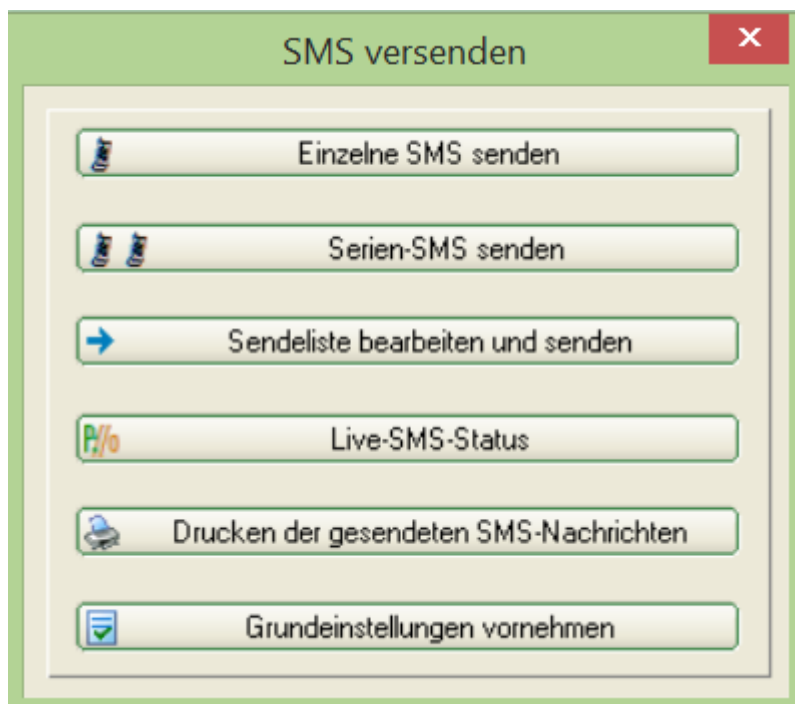 SMS versenden
Einzelne SMS senden
Serien-SMS senden
Sendeliste bearbeiten und senden
Live-SMS-Status
Drucken der gesendeten SMS-Nachrichten
Grundeinstellungen vornehmen